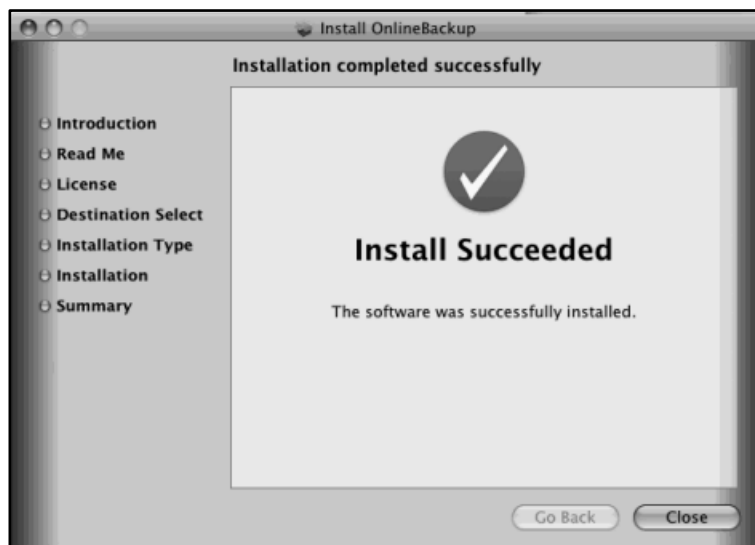 Install OnlineBackup
Installation completed successfully
Introduction
Read Me
License
Destination Select
Installation Type
Installation
Summary
Install Succeeded
The software was successfully installed.
Go Back
Close